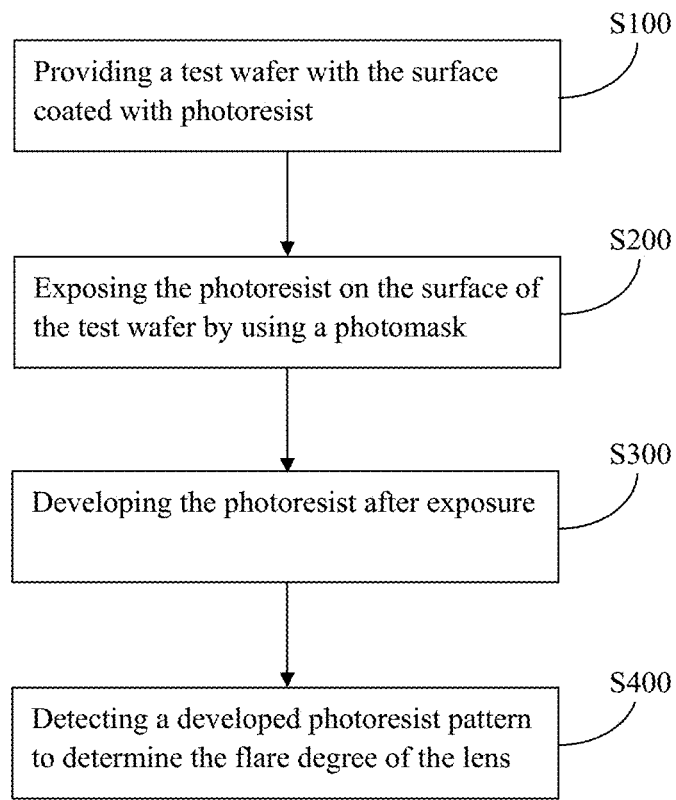 S100
Providing a test wafer with the surface
coated with photoresist
S200
Exposing the photoresist on the surface of
the test wafer by using a photomask
S300
Developing the photoresist after exposure
S400
Detecting a developed photoresist pattern
to determine the flare degree of the lens